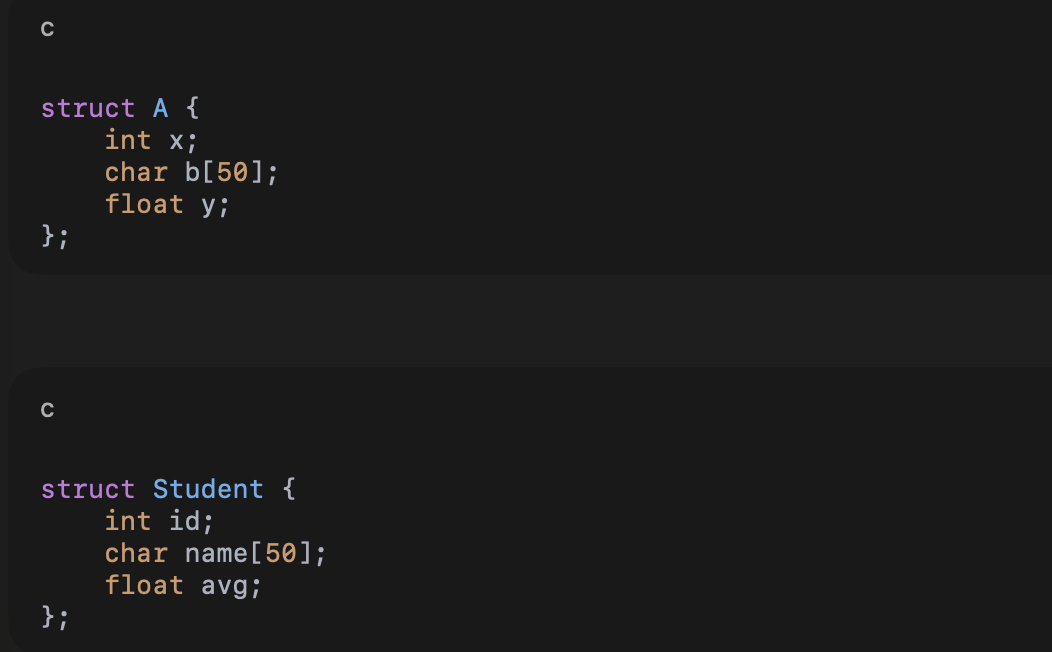 c
struct A {
    int x;
    char b[50];
    float y;
};
c
struct Student {
    int id;
    char name[50];
    float avg;
};